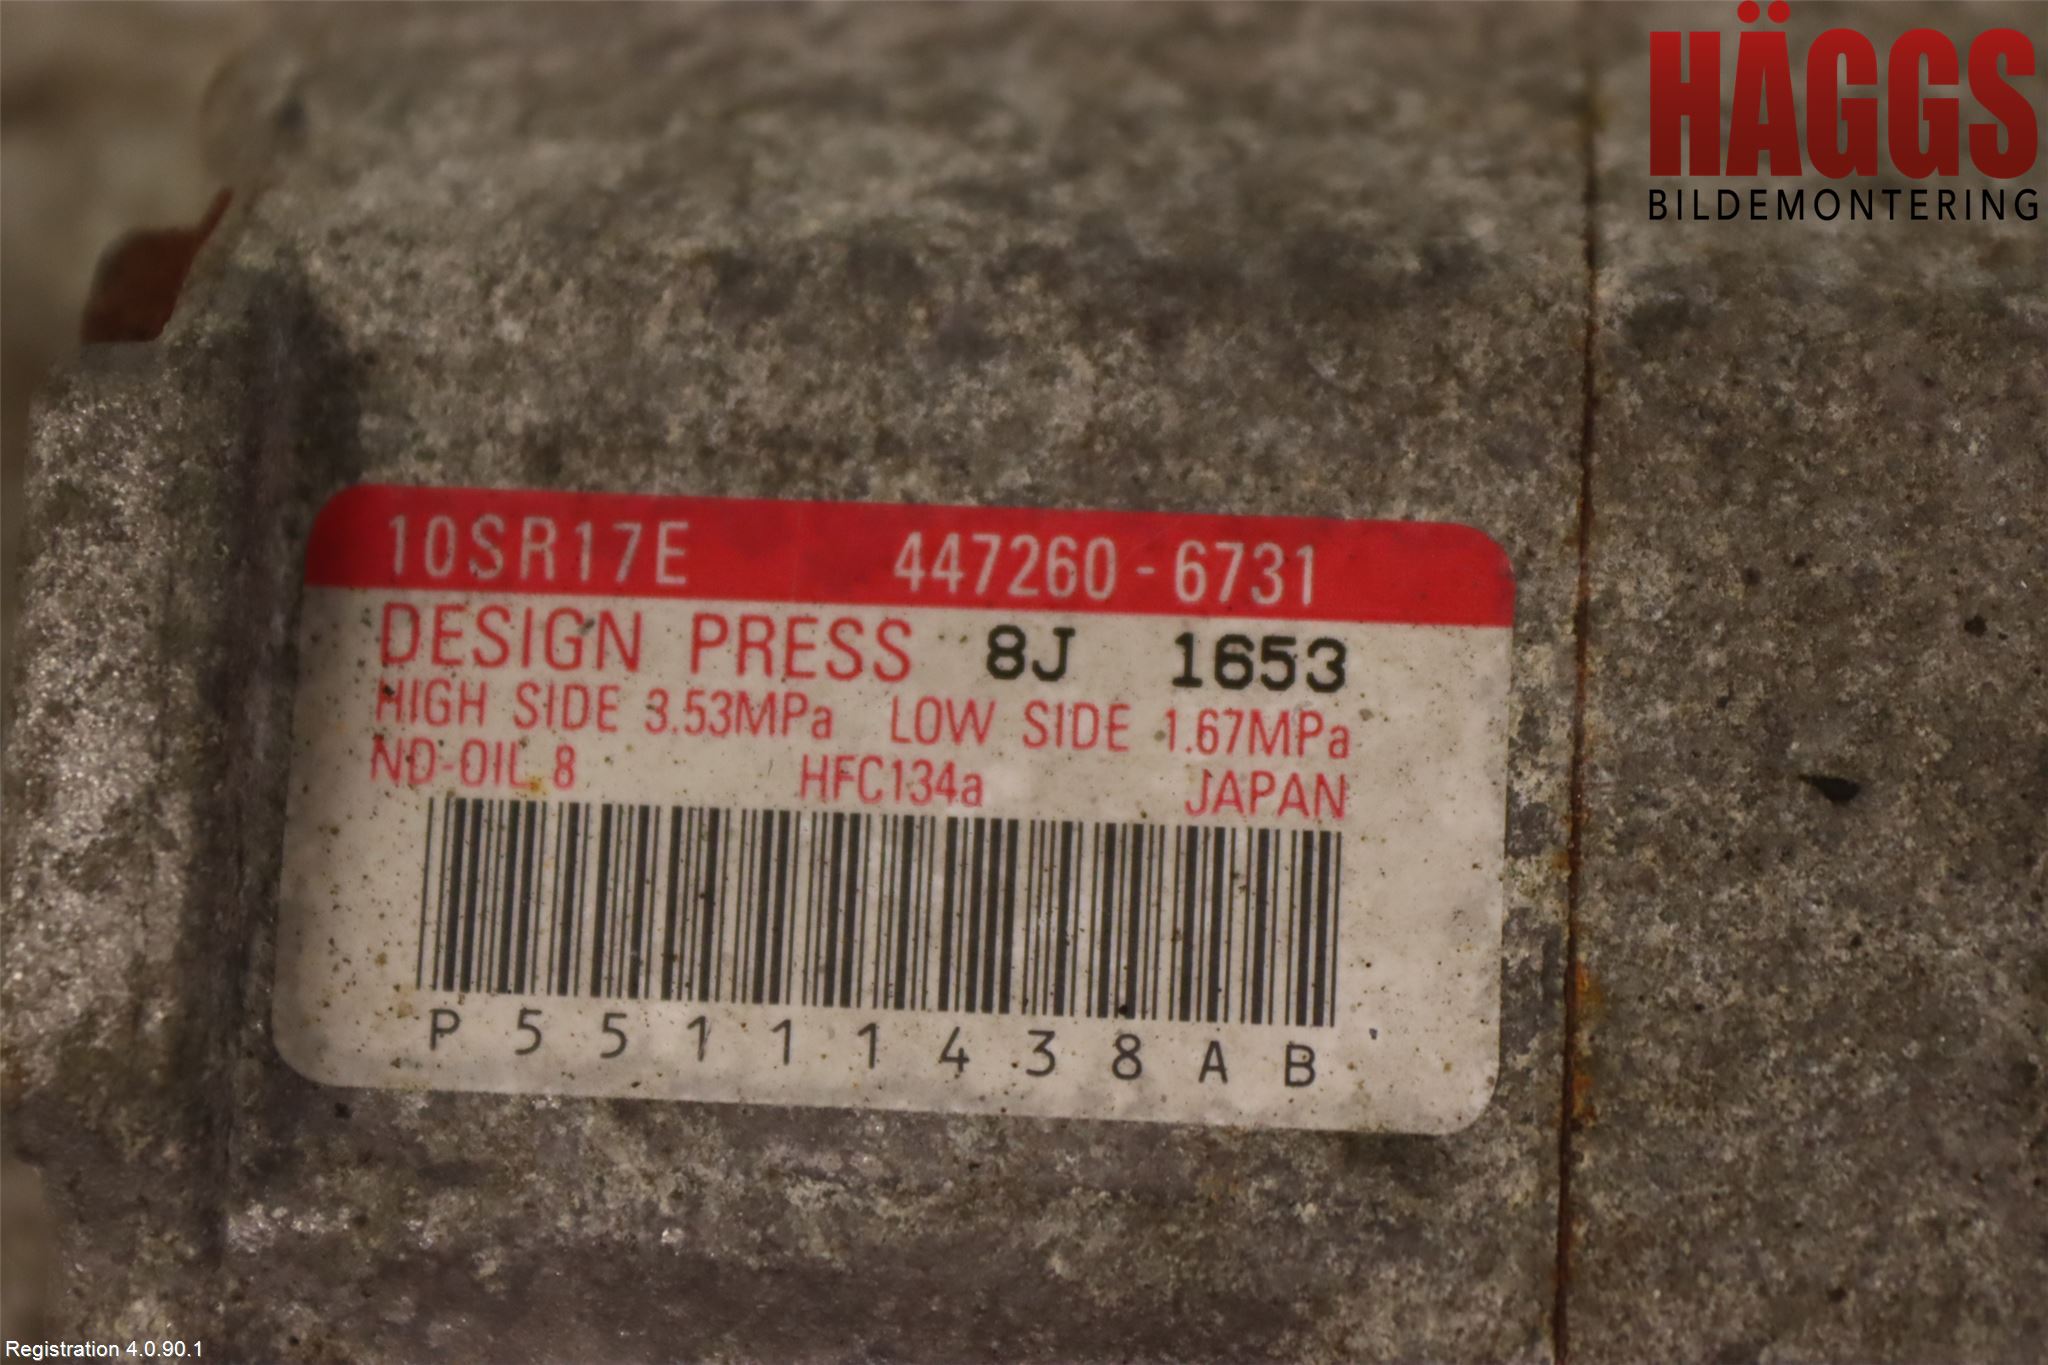 HÄGGS
BILDEMONTERING
10SR17E 447260-6731
DESIGN PRESS 8J 1653
HIGH SIDE 3.53MPa LOW SIDE 1.67MPa
ND-OIL 8 HFC134a JAPAN
P55111438AB
Registration 4.0.90.1